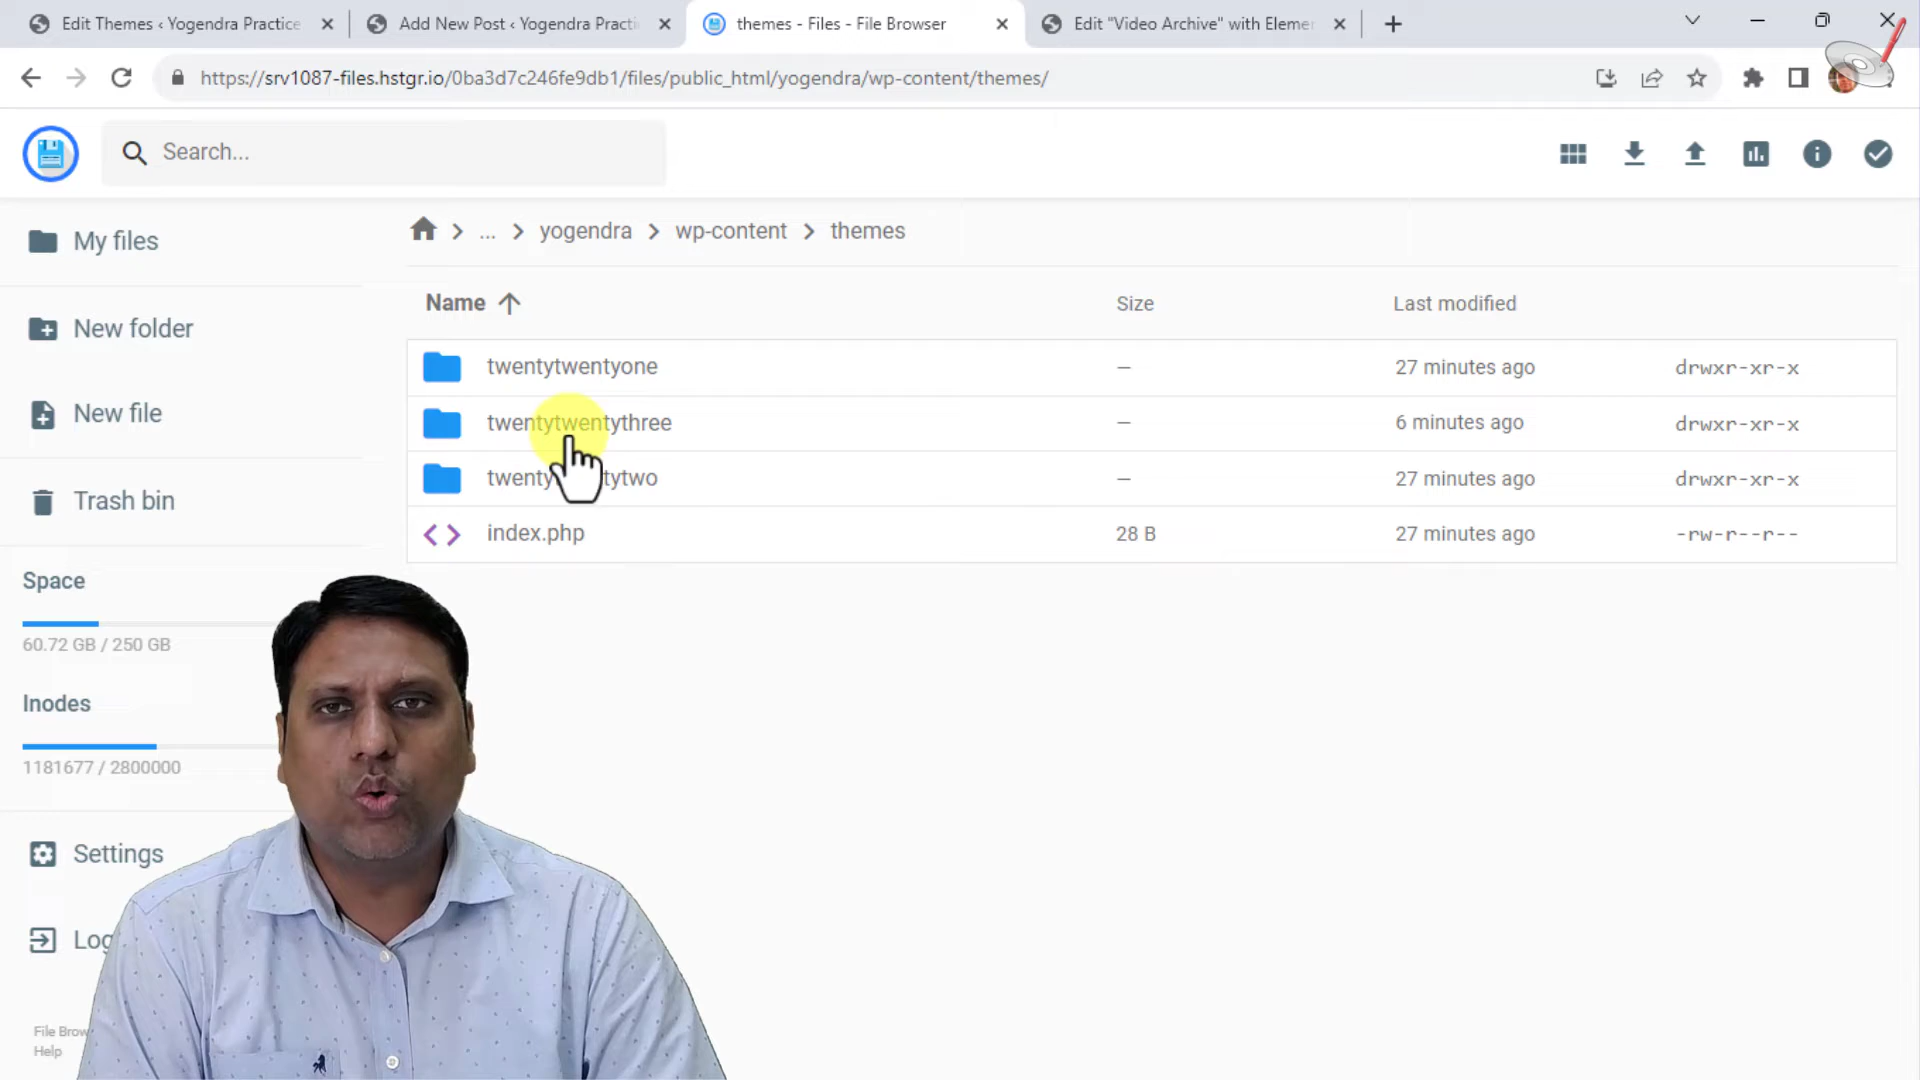 Edit Themes ‹ Yogendra Practice
Add New Post ‹ Yogendra Practi
themes - Files - File Browser
Edit "Video Archive" with Elemen
https://srv1087-files.hstgr.io/0ba3d7c246fe9db1/files/public_html/yogendra/wp-content/themes/
Search...
My files
... yogendra wp-content themes
Name Size Last modified
New folder
twentytwentyone — 27 minutes ago drwxr-xr-x
New file
twentytwentythree — 6 minutes ago drwxr-xr-x
— 27 minutes ago drwxr-xr-x
Trash bin
index.php 28 B 27 minutes ago -rw-r--r--
Space
60.72 GB / 250 GB
Inodes
1181677 / 2800000
Settings
Log
File Brow
Help